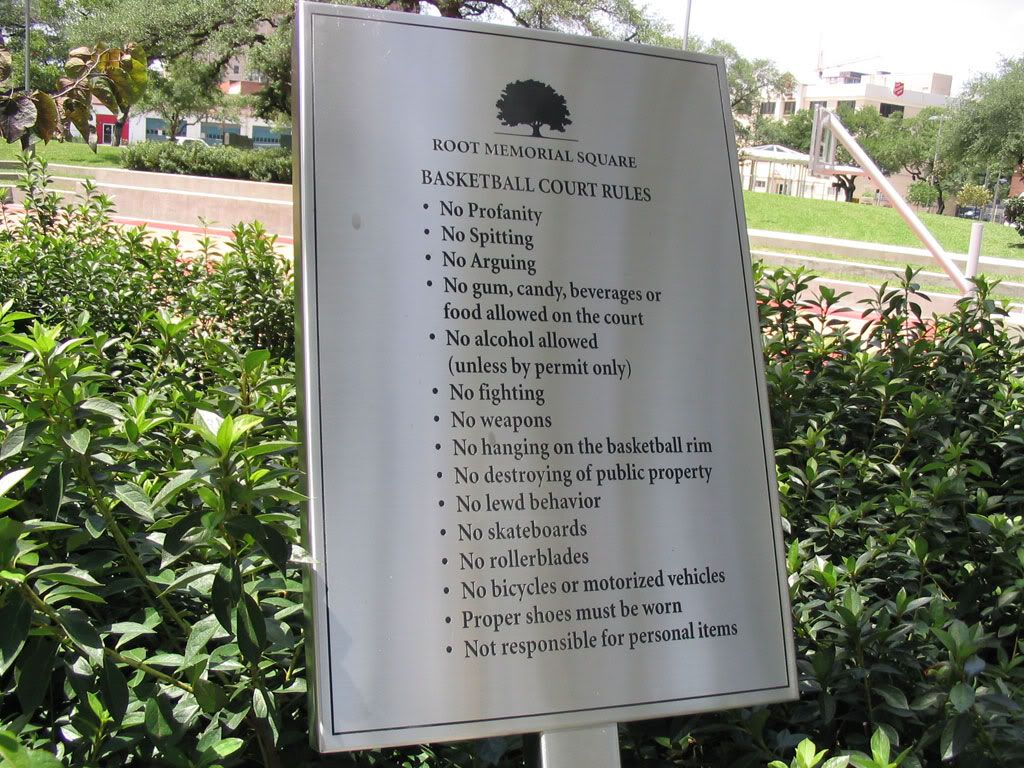 ROOT MEMORIAL SQUARE
BASKETBALL COURT RULES
• No Profanity
• No Spitting
• No Arguing
• No gum, candy, beverages or
food allowed on the court
• No alcohol allowed
(unless by permit only)
• No fighting
• No weapons
• No hanging on the basketball rim
• No destroying of public property
• No lewd behavior
• No skateboards
• No rollerblades
• No bicycles or motorized vehicles
• Proper shoes must be worn
• Not responsible for personal items